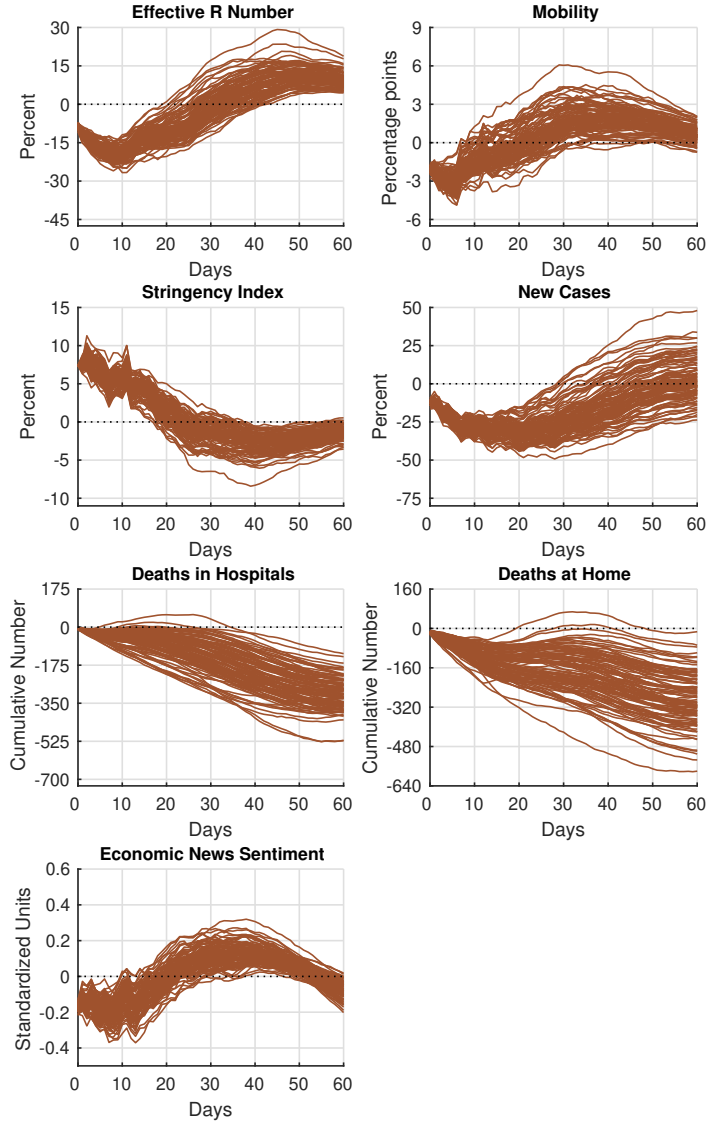 Effective R Number
Percent
30
15
0
-15
-30
-45
0 10 20 30 40 50 60
Days
Mobility
Percentage points
9
6
3
0
-3
-6
0 10 20 30 40 50 60
Days
Stringency Index
Percent
15
10
5
0
-5
-10
0 10 20 30 40 50 60
Days
New Cases
Percent
50
25
0
-25
-50
-75
0 10 20 30 40 50 60
Days
Deaths in Hospitals
Cumulative Number
175
0
-175
-350
-525
-700
0 10 20 30 40 50 60
Days
Deaths at Home
Cumulative Number
160
0
-160
-320
-480
-640
0 10 20 30 40 50 60
Days
Economic News Sentiment
Standardized Units
0.6
0.4
0.2
0
-0.2
-0.4
0 10 20 30 40 50 60
Days